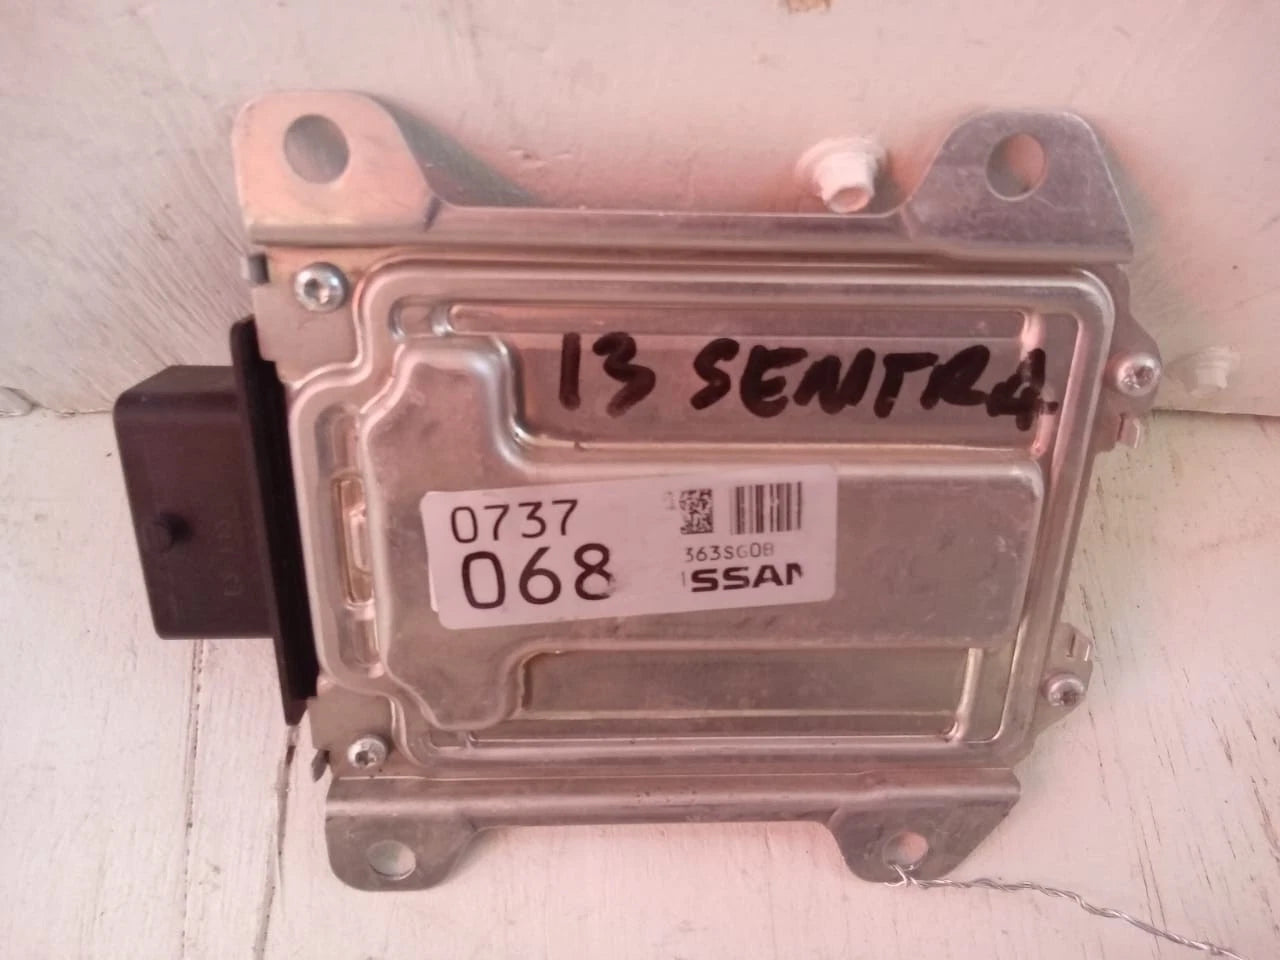 13 SENTRA
0737
068
363SG0B
ISSAN